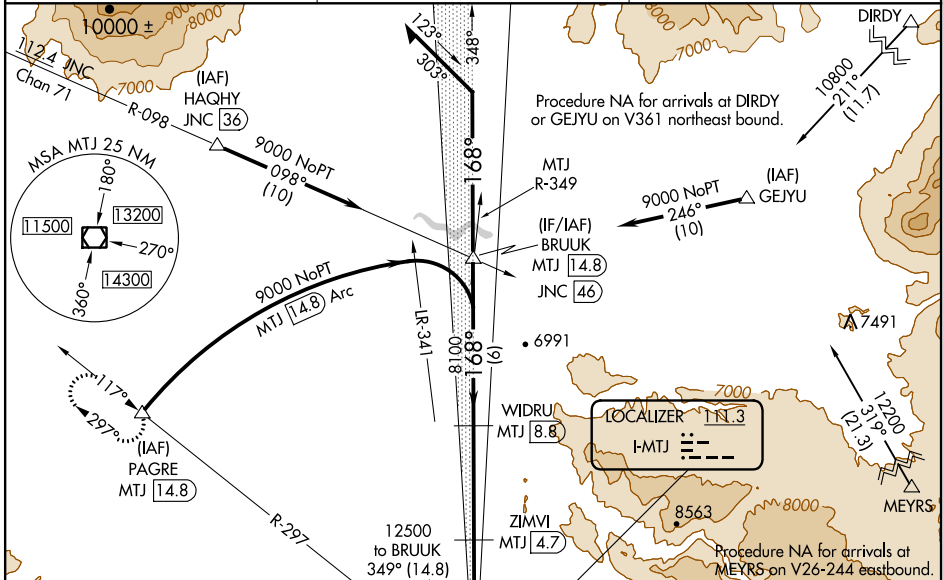 10000 ±
9000
8000
7000
112.4 JNC
Chan 71
R-098
(IAF)
HAQHY
JNC 36
9000 NoPT
098°
(10)
123°
303°
348°
168°
8000
7000
DIRDY
10800
211°
(11.7)
Procedure NA for arrivals at DIRDY
or GEJYU on V361 northeast bound.
MSA MTJ 25 NM
180°
11500
13200
270°
14300
360°
MTJ
R-349
(IAF)
GEJYU
9000 NoPT
246°
(10)
(IF/IAF)
BRUUK
MTJ 14.8
JNC 46
9000 NoPT
MTJ 14.8 Arc
LR-341
8100
168°
(6)
6991
7491
117°
297°
(IAF)
PAGRE
MTJ 14.8
R-297
WIDRU
MTJ 8.8
LOCALIZER 111.3
I-MTJ
7000
12200
319°
(21.3)
MEYRS
8563
8000
ZIMVI
MTJ 4.7
12500
to BRUUK
349° (14.8)
Procedure NA for arrivals at
MEYRS on V26-244 eastbound.